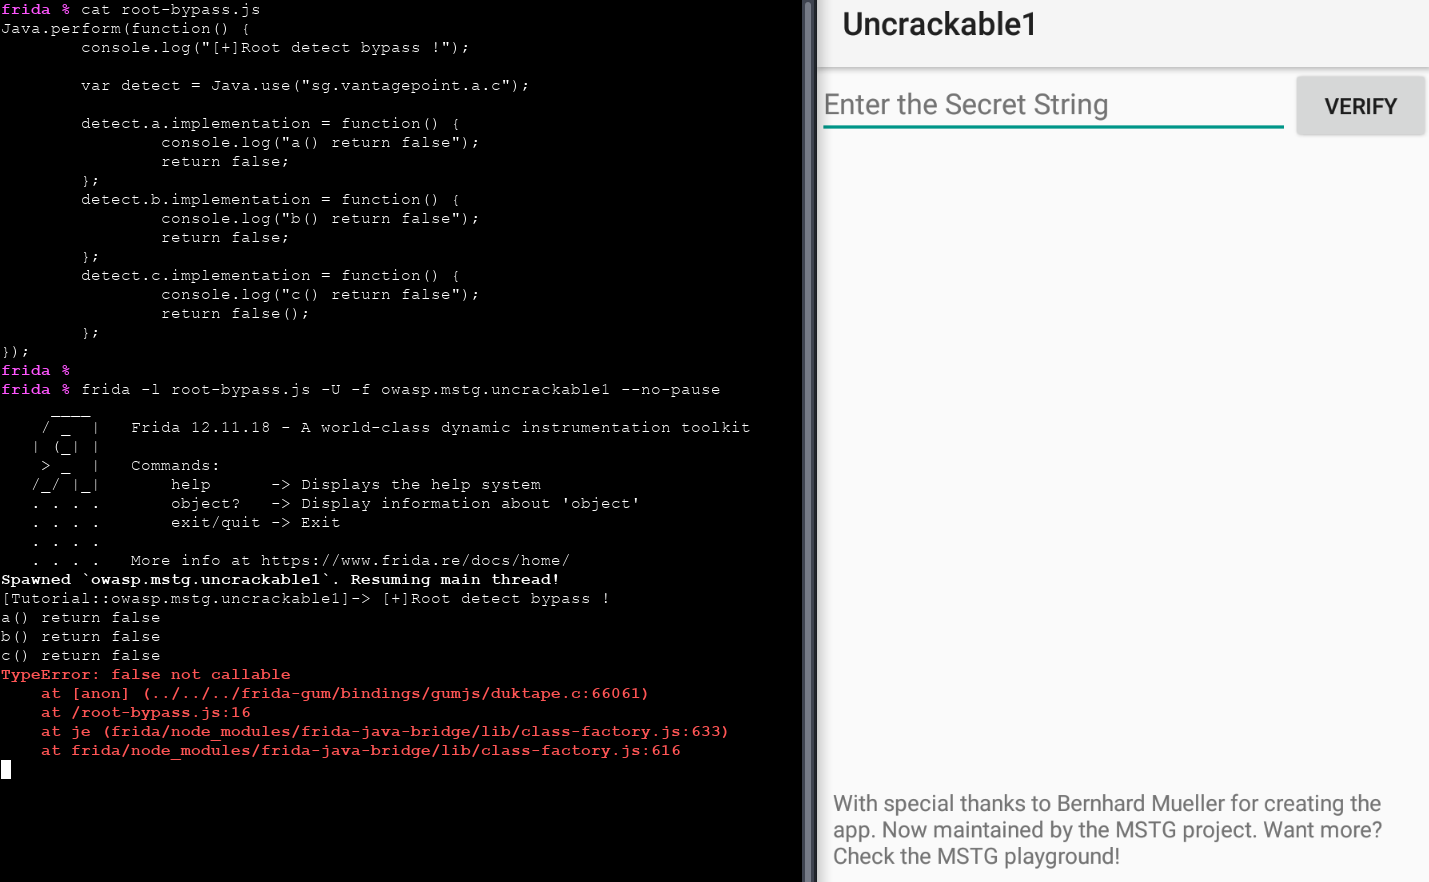 frida % cat root-bypass.js
Java.perform(function() {
        console.log("[+]Root detect bypass !");

        var detect = Java.use("sg.vantagepoint.a.c");

        detect.a.implementation = function() {
                console.log("a() return false");
                return false;
        };
        detect.b.implementation = function() {
                console.log("b() return false");
                return false;
        };
        detect.c.implementation = function() {
                console.log("c() return false");
                return false();
        };
});
frida %
frida % frida -l root-bypass.js -U -f owasp.mstg.uncrackable1 --no-pause
     ____
    / _  |   Frida 12.11.18 - A world-class dynamic instrumentation toolkit
   | (_| |
    > _  |   Commands:
   /_/ |_|       help      -> Displays the help system
   . . . .       object?   -> Display information about 'object'
   . . . .       exit/quit -> Exit
   . . . .
   . . . .   More info at https://www.frida.re/docs/home/
Spawned `owasp.mstg.uncrackable1`. Resuming main thread!
[Tutorial::owasp.mstg.uncrackable1]-> [+]Root detect bypass !
a() return false
b() return false
c() return false
TypeError: false not callable
    at [anon] (../../../frida-gum/bindings/gumjs/duktape.c:66061)
    at /root-bypass.js:16
    at je (frida/node_modules/frida-java-bridge/lib/class-factory.js:633)
    at frida/node_modules/frida-java-bridge/lib/class-factory.js:616
Uncrackable1
Enter the Secret String
VERIFY
With special thanks to Bernhard Mueller for creating the
app. Now maintained by the MSTG project. Want more?
Check the MSTG playground!